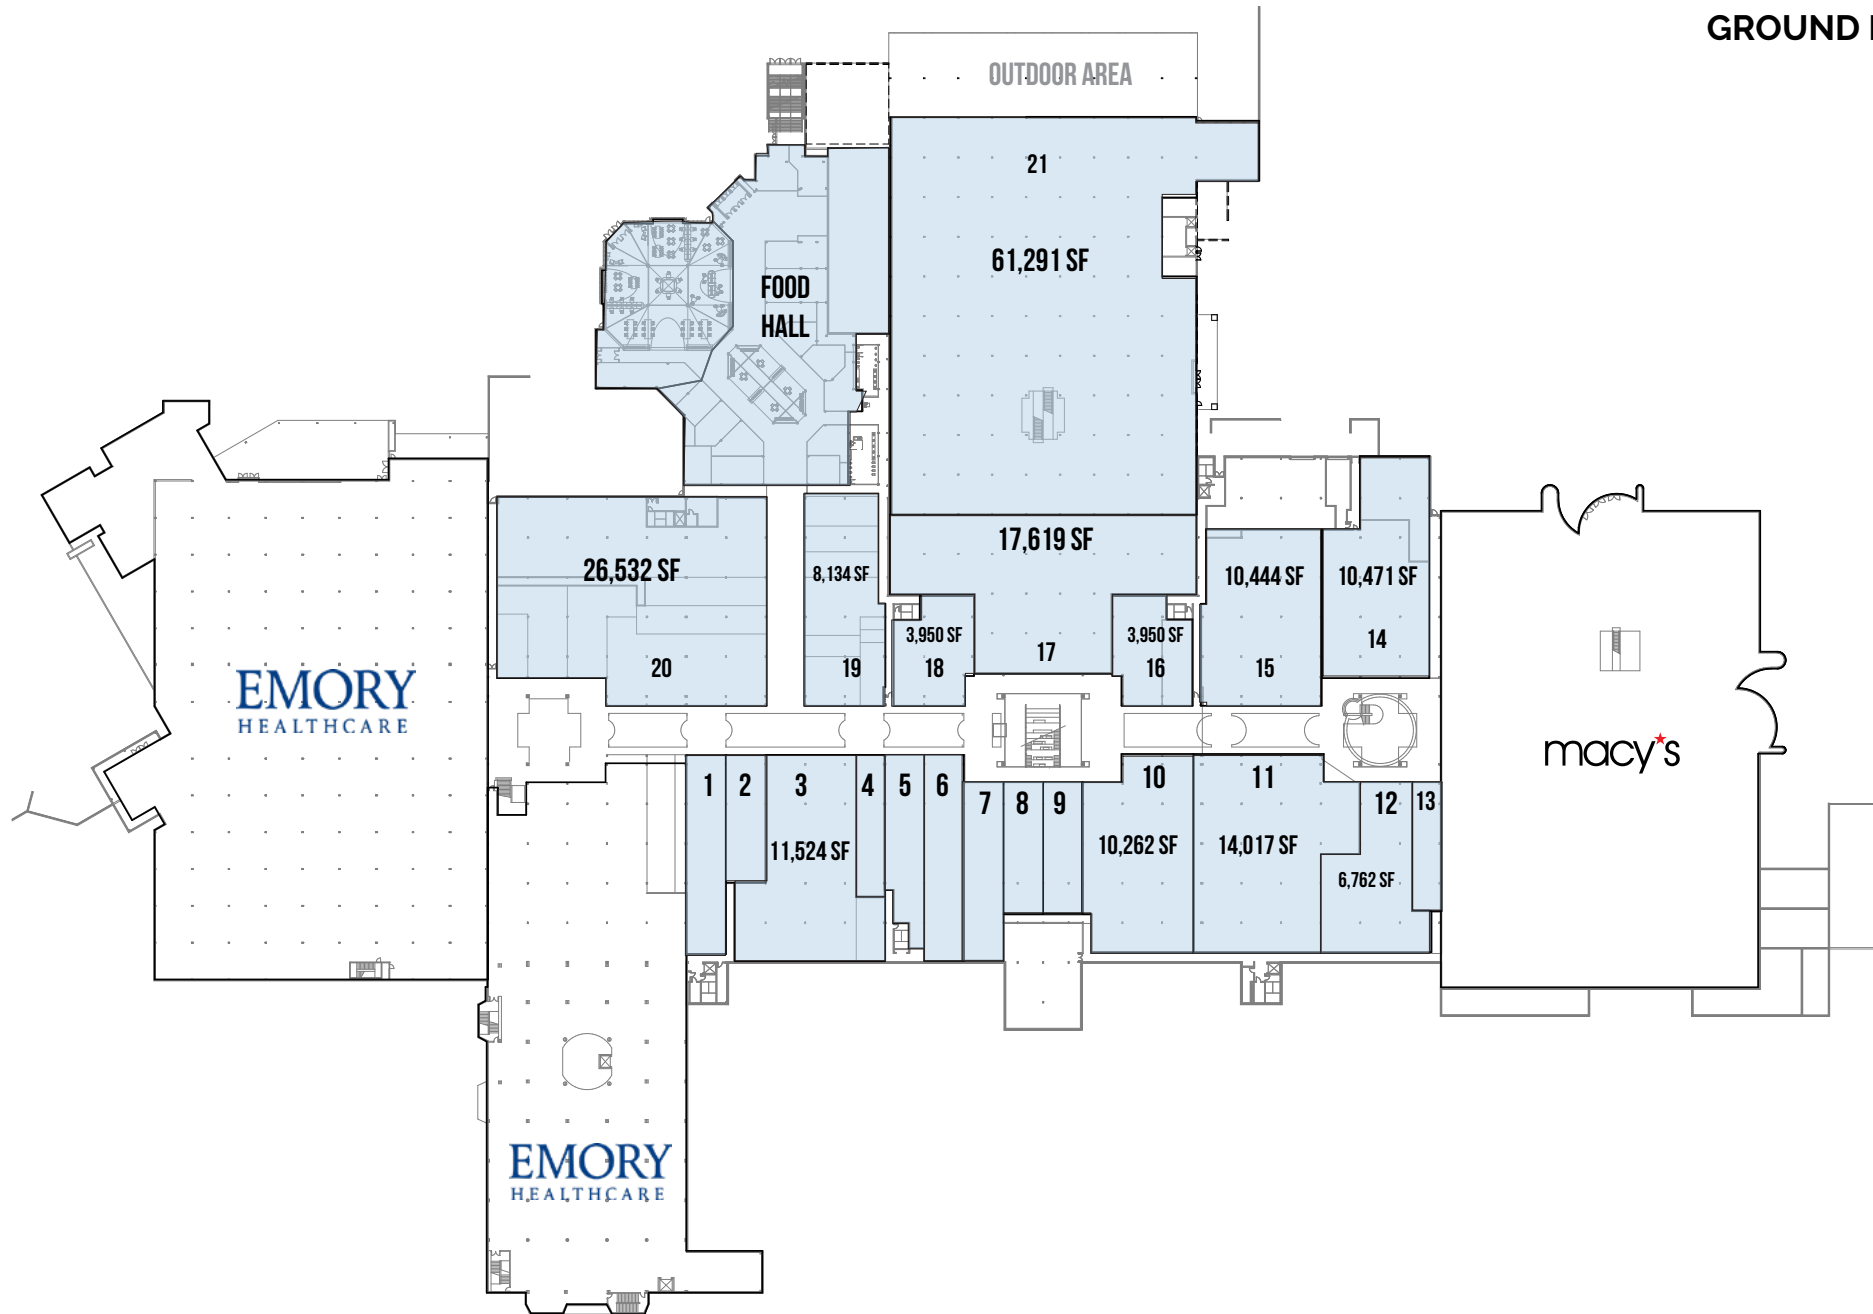 GROUND
OUTDOOR AREA
21
61,291 SF
FOOD
HALL
17,619 SF
26,532 SF
8,134 SF
10,444 SF
10,471 SF
3,950 SF
3,950 SF
14
17
20
19
18
16
15
EMORY
HEALTHCARE
macy's
1
2
3
4
5
6
7
8
9
10
11
12
13
11,524 SF
10,262 SF
14,017 SF
6,762 SF
EMORY
HEALTHCARE